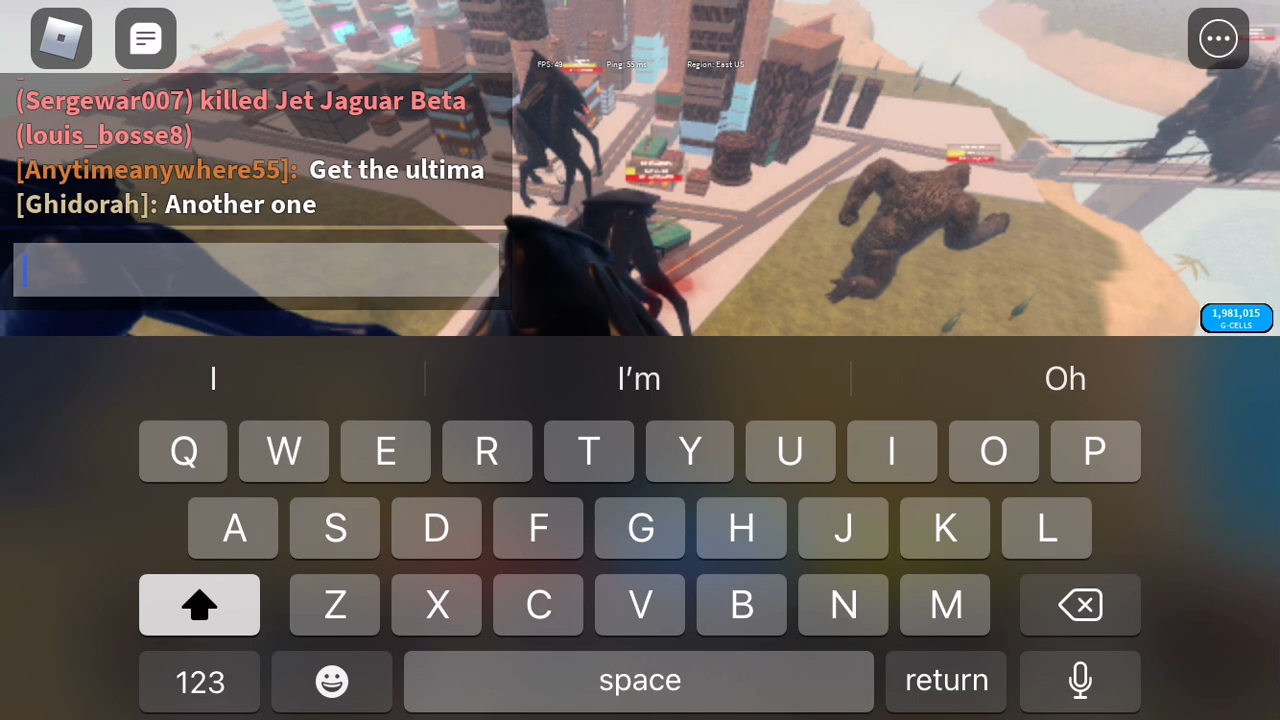 FPS: 49
Ping: 55 ms
Region: East US
(Sergewar007) killed Jet Jaguar Beta
(louis_bosse8)
[Anytimeanywhere55]: Get the ultima
[Ghidorah]: Another one
1,981,015
G-CELLS
I
I'm
Oh
Q W E R T Y U I O P
A S D F G H J K L
Z X C V B N M
123 space return